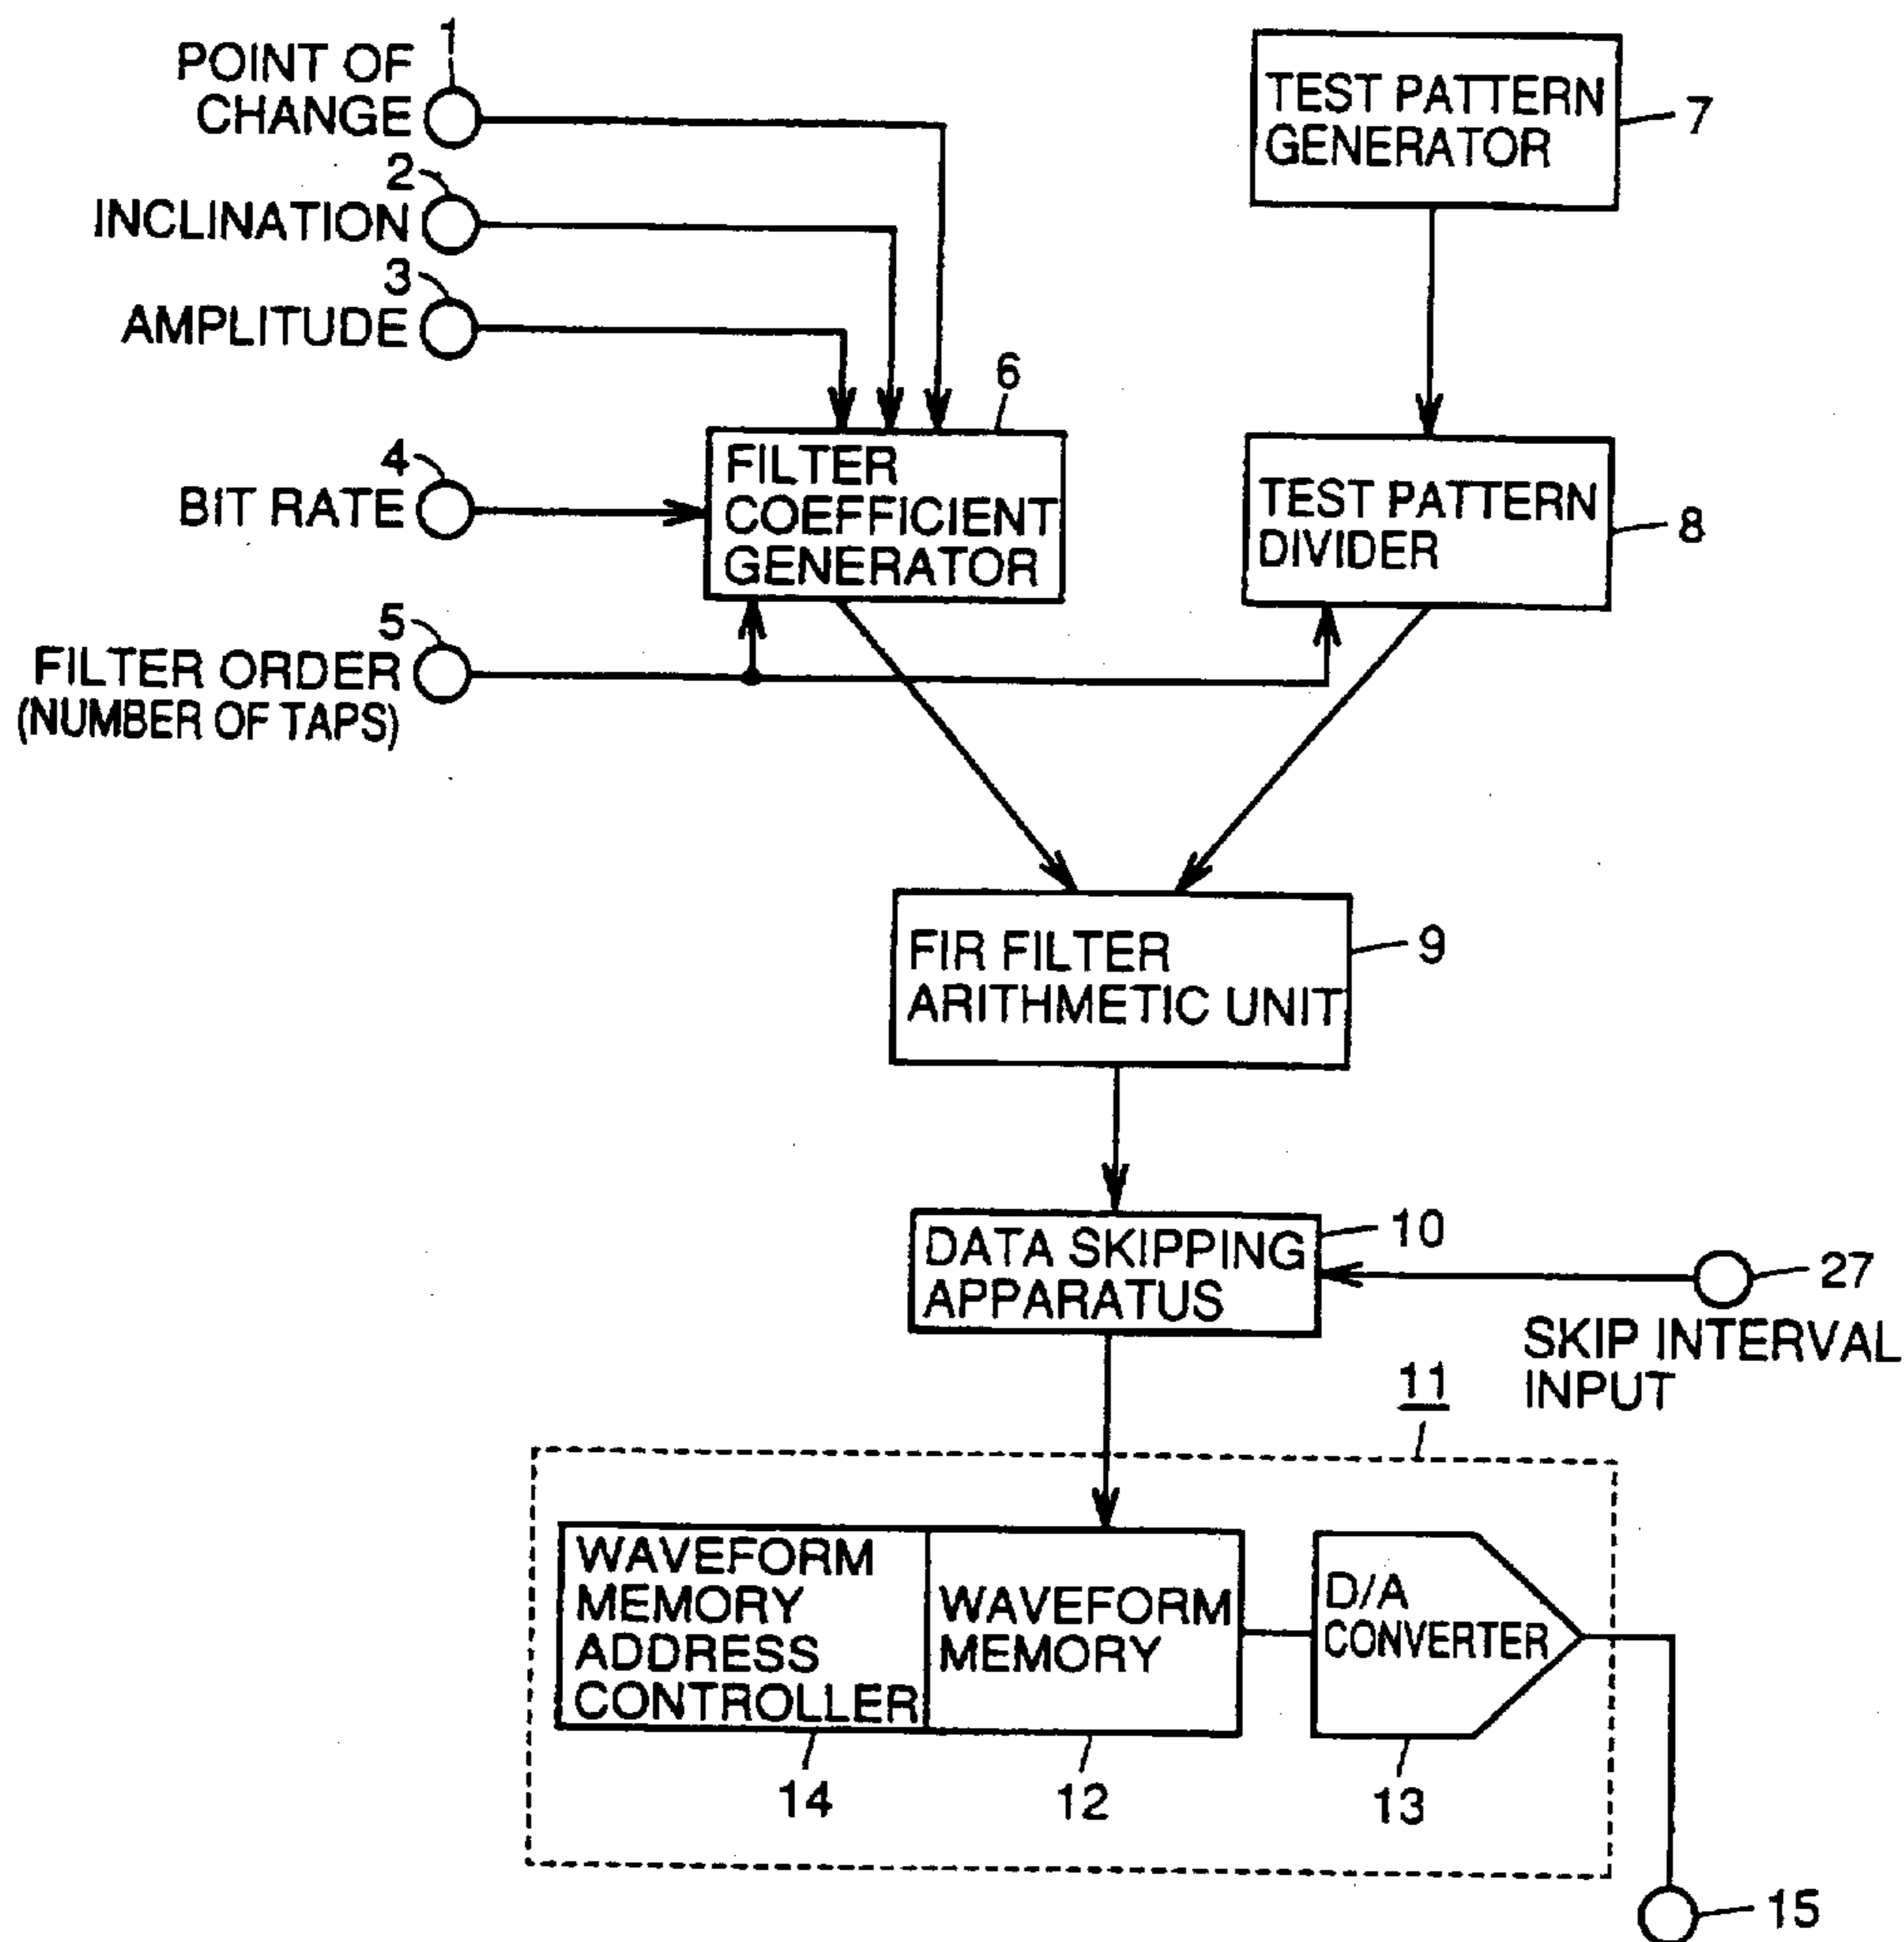 1
POINT OF
CHANGE
2
INCLINATION
3
AMPLITUDE
4
BIT RATE
5
FILTER ORDER
(NUMBER OF TAPS)
6
FILTER
COEFFICIENT
GENERATOR
TEST PATTERN
GENERATOR
7
TEST PATTERN
DIVIDER
8
FIR FILTER
ARITHMETIC UNIT
9
DATA SKIPPING
APPARATUS
10
27
SKIP INTERVAL
INPUT
11
WAVEFORM
MEMORY
ADDRESS
CONTROLLER
14
WAVEFORM
MEMORY
12
D/A
CONVERTER
13
15